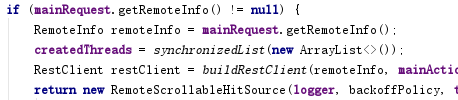 if (mainRequest.getRemoteInfo() != null) {
RemoteInfo remoteInfo = mainRequest.getRemoteInfo();
createdThreads = synchronizedList(new ArrayList<>());
RestClient restClient = buildRestClient(remoteInfo, mainActio
return new RemoteScrollableHitSource(logger, backoffPolicy, t